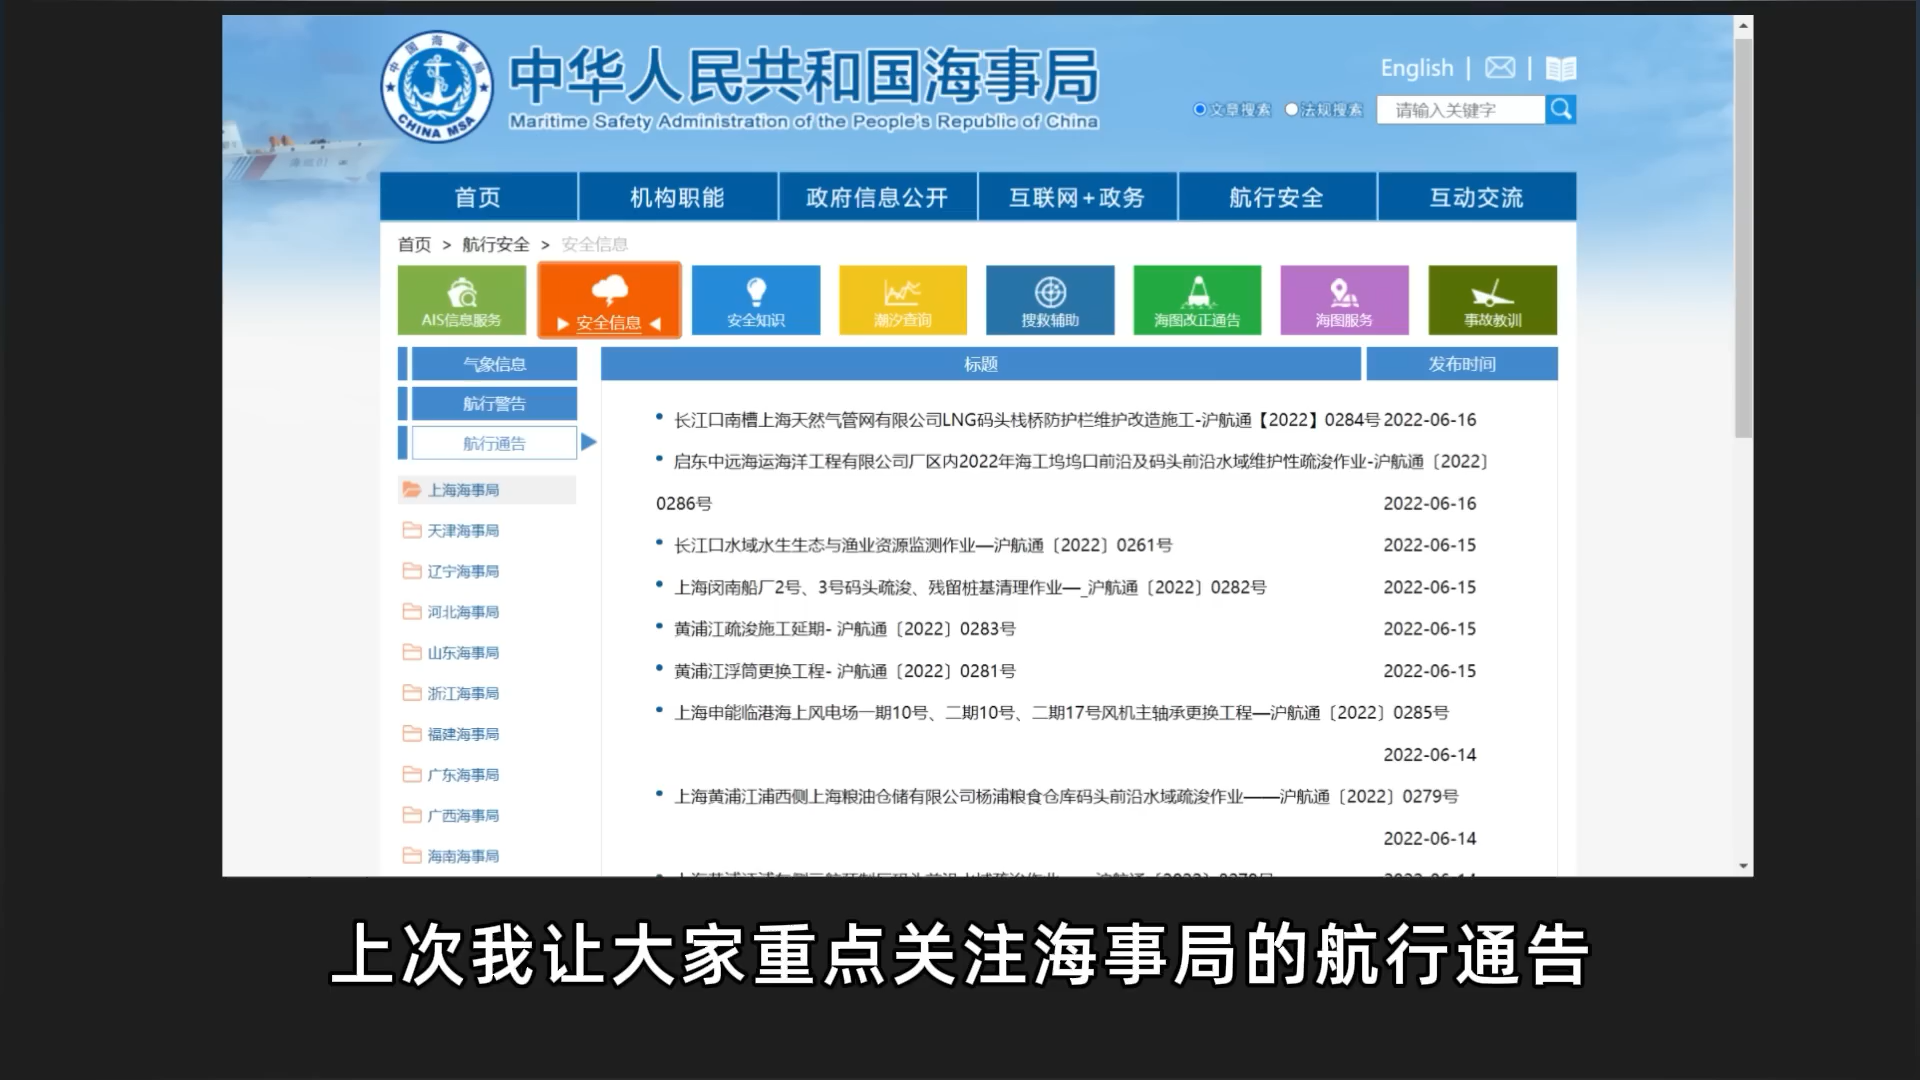 中国海事局
CHINA MSA
中华人民共和国海事局
Maritime Safety Administration of the People's Republic of China
English
文章搜索 法规搜索 请输入关键字
海巡01
首页 机构职能 政府信息公开 互联网+政务 航行安全 互动交流
首页 > 航行安全 > 安全信息
AIS信息服务 安全信息 安全知识 潮汐查询 搜救辅助 海图改正通告 海图服务 事故教训
气象信息
航行警告
航行通告
上海海事局
天津海事局
辽宁海事局
河北海事局
山东海事局
浙江海事局
福建海事局
广东海事局
广西海事局
海南海事局
标题 发布时间
长江口南槽上海天然气管网有限公司LNG码头栈桥防护栏维护改造施工-沪航通【2022】0284号 2022-06-16
启东中远海运海洋工程有限公司厂区内2022年海工坞坞口前沿及码头前沿水域维护性疏浚作业-沪航通〔2022〕
0286号 2022-06-16
长江口水域水生生态与渔业资源监测作业—沪航通〔2022〕0261号 2022-06-15
上海闵南船厂2号、3号码头疏浚、残留桩基清理作业—_沪航通〔2022〕0282号 2022-06-15
黄浦江疏浚施工延期- 沪航通〔2022〕0283号 2022-06-15
黄浦江浮筒更换工程- 沪航通〔2022〕0281号 2022-06-15
上海申能临港海上风电场一期10号、二期10号、二期17号风机主轴承更换工程—沪航通〔2022〕0285号
2022-06-14
上海黄浦江浦西侧上海粮油仓储有限公司杨浦粮食仓库码头前沿水域疏浚作业——沪航通〔2022〕0279号
2022-06-14
上次我让大家重点关注海事局的航行通告